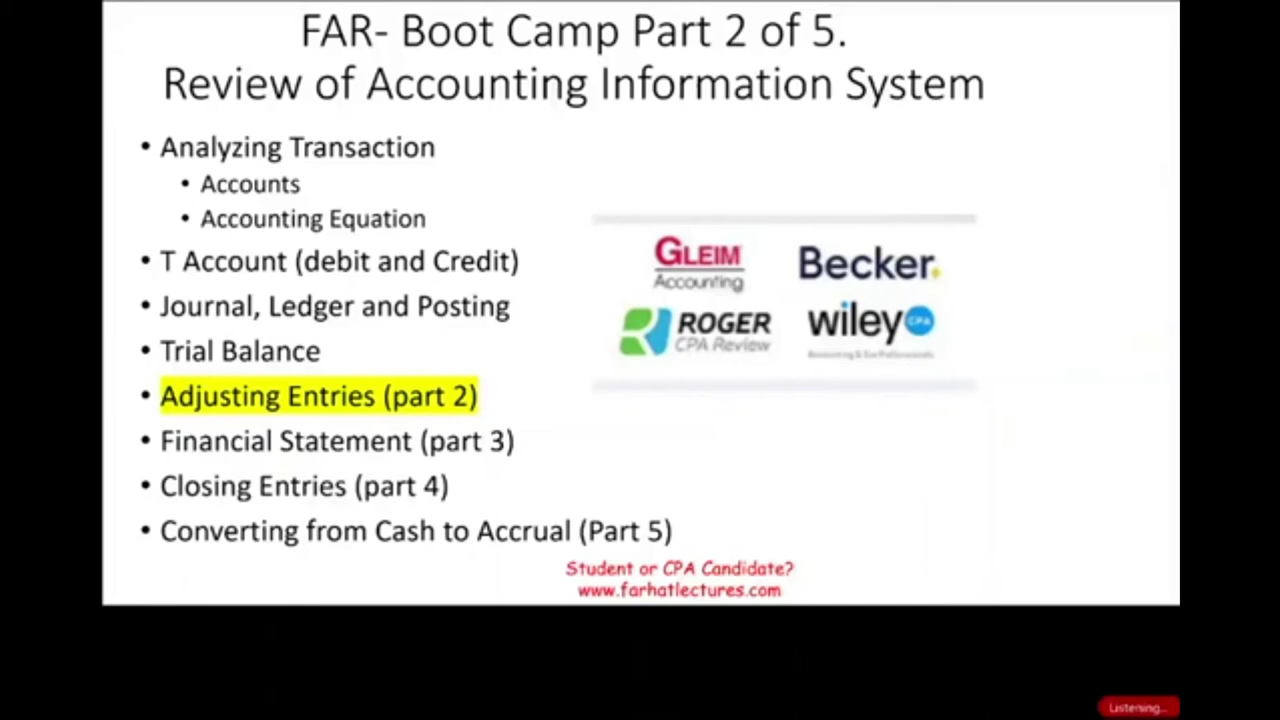 FAR- Boot Camp Part 2 of 5.
Review of Accounting Information System
• Analyzing Transaction
• Accounts
• Accounting Equation
• T Account (debit and Credit)
• Journal, Ledger and Posting
• Trial Balance
• Adjusting Entries (part 2)
• Financial Statement (part 3)
• Closing Entries (part 4)
• Converting from Cash to Accrual (Part 5)
GLEIM
Accounting
Becker.
ROGER
CPA Review
wiley CPA
Student or CPA Candidate?
www.farhatlectures.com
Listening...